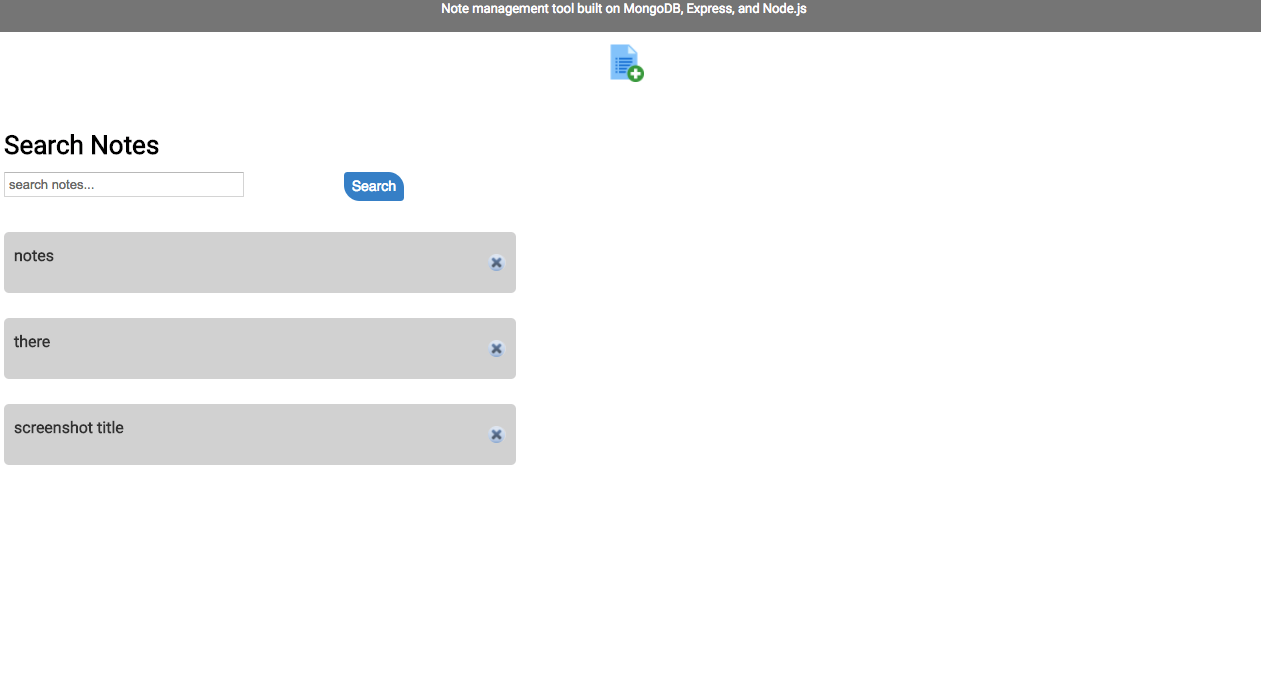 Note management tool built on MongoDB, Express, and Node.js
Search Notes
search notes...
Search
notes
there
screenshot title